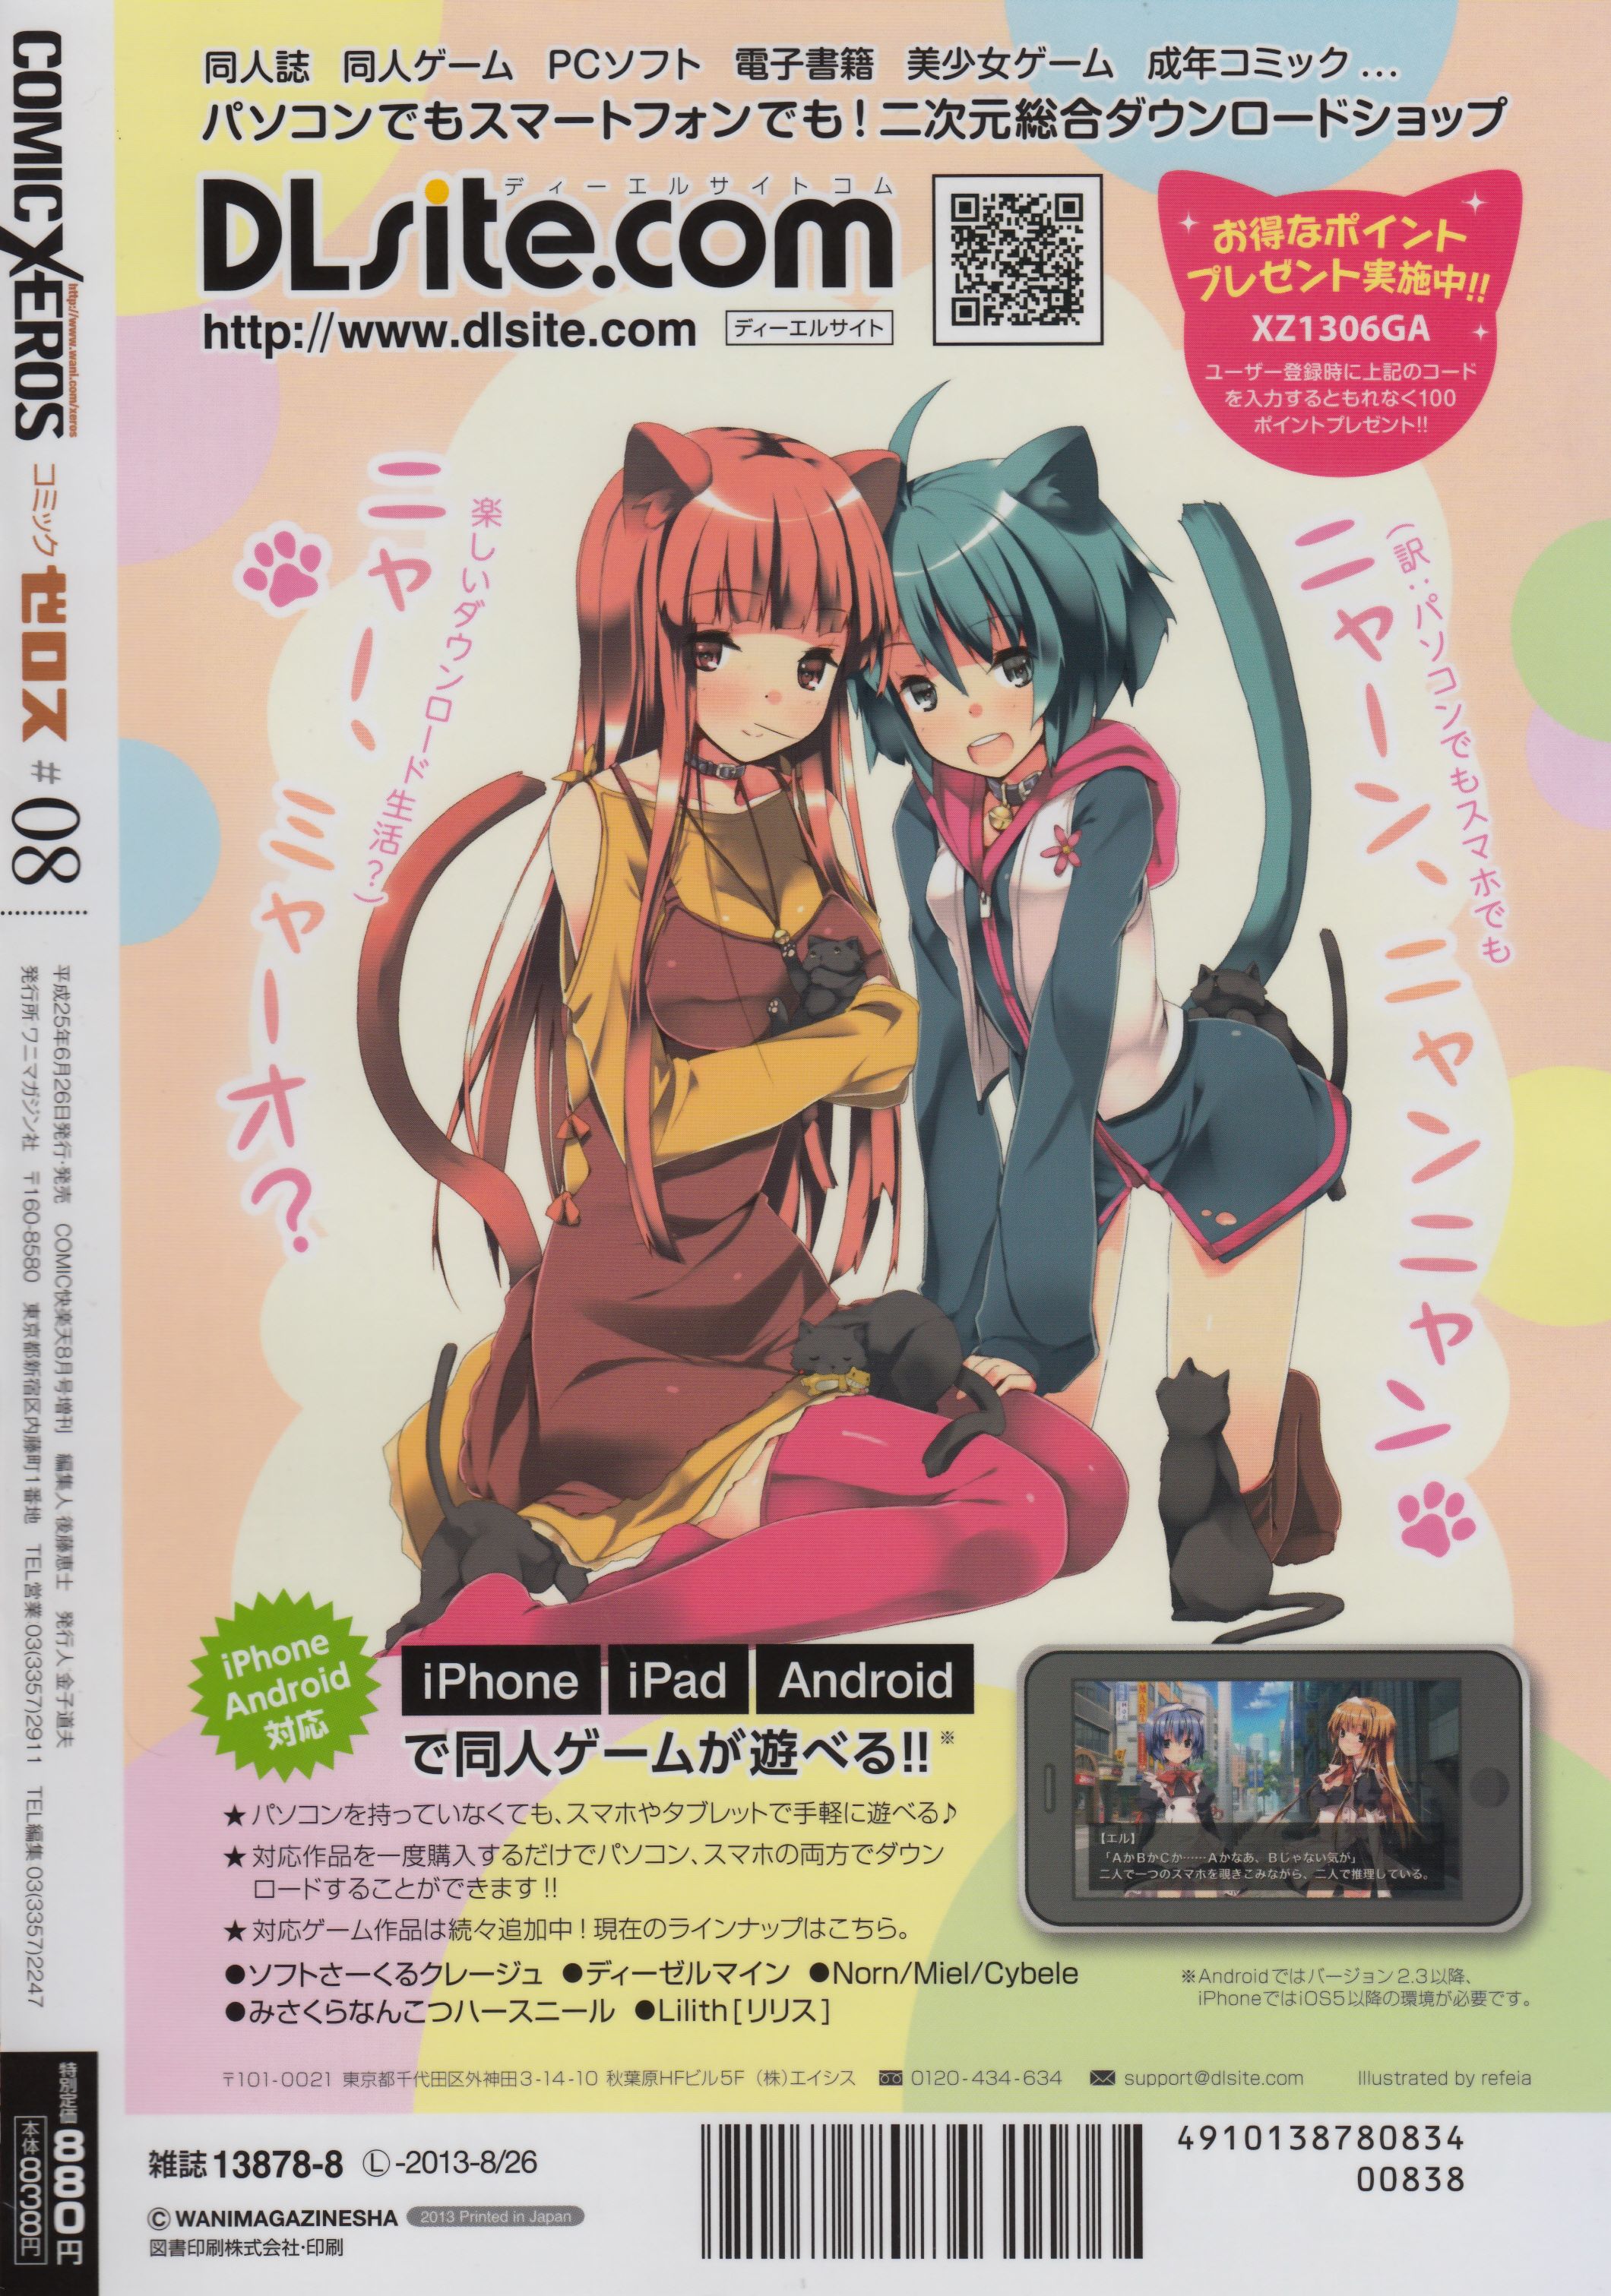 同人誌 同人ゲーム PCソフト 電子書籍 美少女ゲーム 成年コミック…
パソコンでもスマートフォンでも！二次元総合ダウンロードショップ
ディーエルサイトコム
DLsite.com
http://www.dlsite.com ディーエルサイト
お得なポイント
プレゼント実施中!!
XZ1306GA
ユーザー登録時に上記のコード
を入力するともれなく100
ポイントプレゼント!!
ニャーン、ニャンニャン
(訳:パソコンでもスマホでも
楽しいダウンロード生活?)
ニャー、ミャーオ?
iPhone
Android
対応
iPhone iPad Android
で同人ゲームが遊べる!!※
★パソコンを持っていなくても、スマホやタブレットで手軽に遊べる♪
★対応作品を一度購入するだけでパソコン、スマホの両方でダウン
ロードすることができます!!
★対応ゲーム作品は続々追加中！現在のラインナップはこちら。
●ソフトさーくるクレージュ ●ディーゼルマイン ●Norn/Miel/Cybele
●みさくらなんこつハースニール ●Lilith[リリス]
【エル】
「AかBかCか……Aかなあ、Bじゃない気が」
二人で一つのスマホを覗きこみながら、二人で推理している。
※Androidではバージョン2.3以降、
iPhoneではiOS5以降の環境が必要です。
〒101-0021 東京都千代田区外神田3-14-10 秋葉原HFビル5F (株)エイシス 0120-434-634 support@dlsite.com Illustrated by refeia
雑誌13878-8 Ⓛ-2013-8/26
©WANIMAGAZINESHA 2013 Printed in Japan
図書印刷株式会社・印刷
4910138780834
00838
COMIC XEROS
http://www.wani.com/xeros
コミックゼロス #08
平成25年6月26日発行・発売 COMIC快楽天8月号増刊 編集人 後藤恵士 発行人 金子道夫
発行所 ワニマガジン社 〒160-8580 東京都新宿区内藤町1番地 TEL営業03(3357)2911 TEL編集03(3357)2247
特別定価880円
本体838円